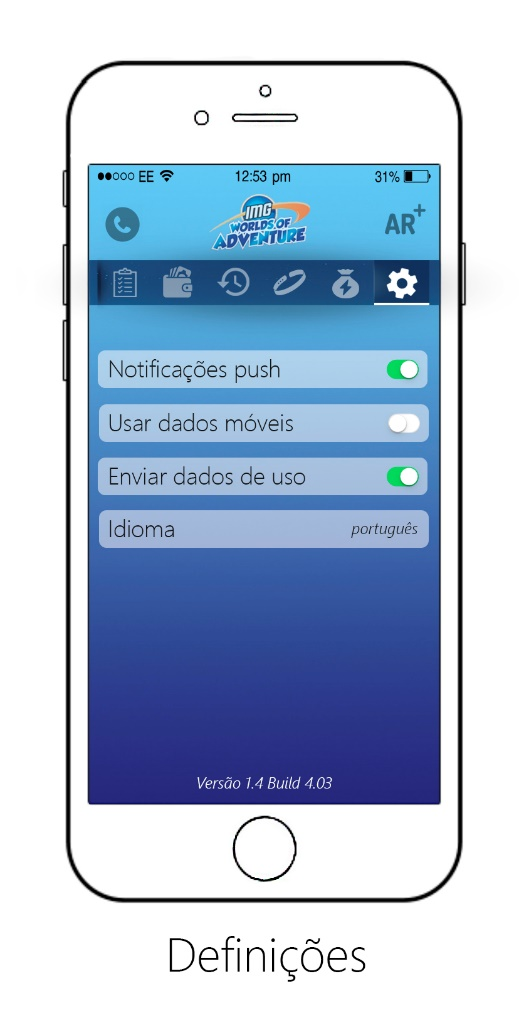 EE 12:53 pm 31%
IMG
WORLDS OF
ADVENTURE
AR+
Notificações push
Usar dados móveis
Enviar dados de uso
Idioma português
Versão 1.4 Build 4.03
Definições